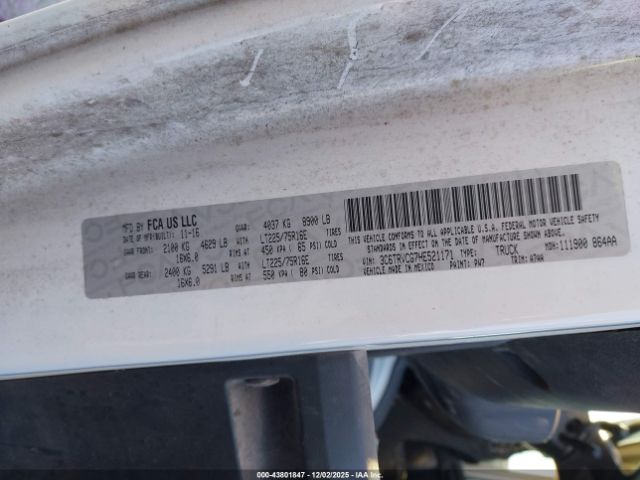 MFD BY FCA US LLC
DATE OF MFR(BUILT): 11-16 GVWR: 4037 KG 8900 LB
GAWR FRONT: 2100 KG 4629 LB WITH LT225/75R16E TIRES
16X6.0 RIMS AT 450 KPA ( 65 PSI) COLD
GAWR REAR: 2400 KG 5291 LB WITH LT225/75R16E TIRES
16X6.0 RIMS AT 550 KPA ( 80 PSI) COLD
THIS VEHICLE CONFORMS TO ALL APPLICABLE U.S.A. FEDERAL MOTOR VEHICLE SAFETY
STANDARDS IN EFFECT ON THE DATE OF MANUFACTURE SHOWN ABOVE.
VIN: 3C6TRVCG7HE521171 TYPE: TRUCK MDH: 111900 864AA
MADE IN MEXICO PAINT: PW7 TRIM: A7AA
00-43801847 | 12/02/2025 - IAA Inc.